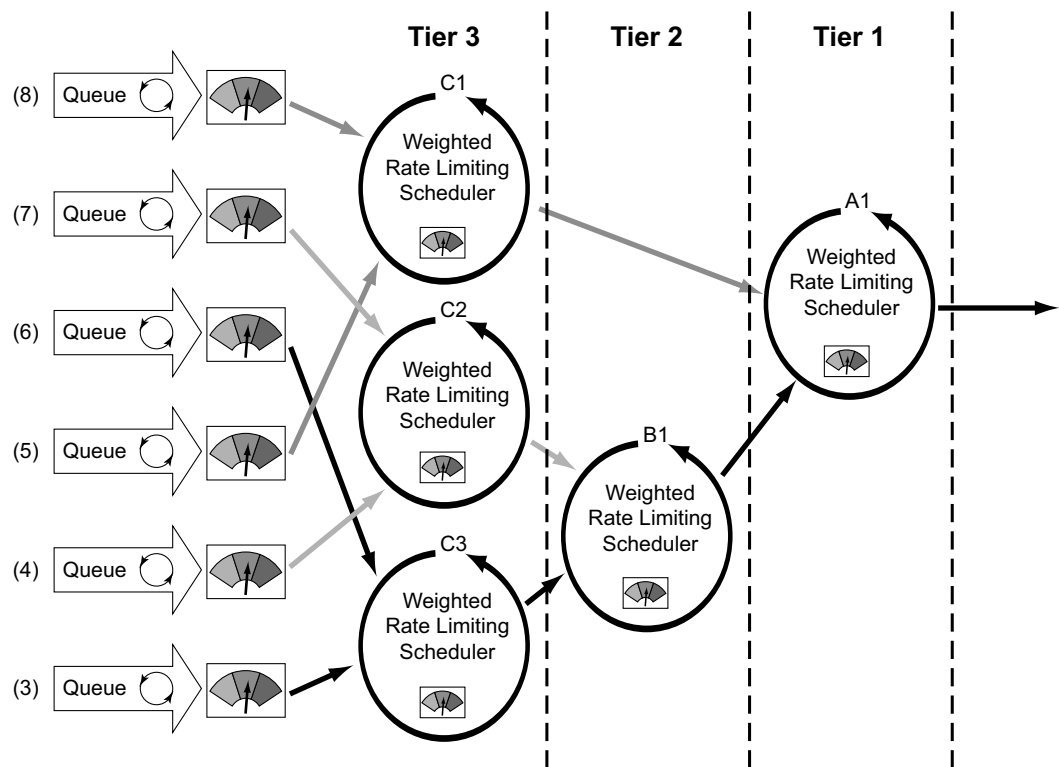 Tier 3
Tier 2
Tier 1
(8)
Queue
C1
Weighted
Rate Limiting
Scheduler
(7)
Queue
A1
Weighted
Rate Limiting
Scheduler
(6)
Queue
C2
Weighted
Rate Limiting
Scheduler
(5)
Queue
B1
Weighted
Rate Limiting
Scheduler
(4)
Queue
C3
Weighted
Rate Limiting
Scheduler
(3)
Queue